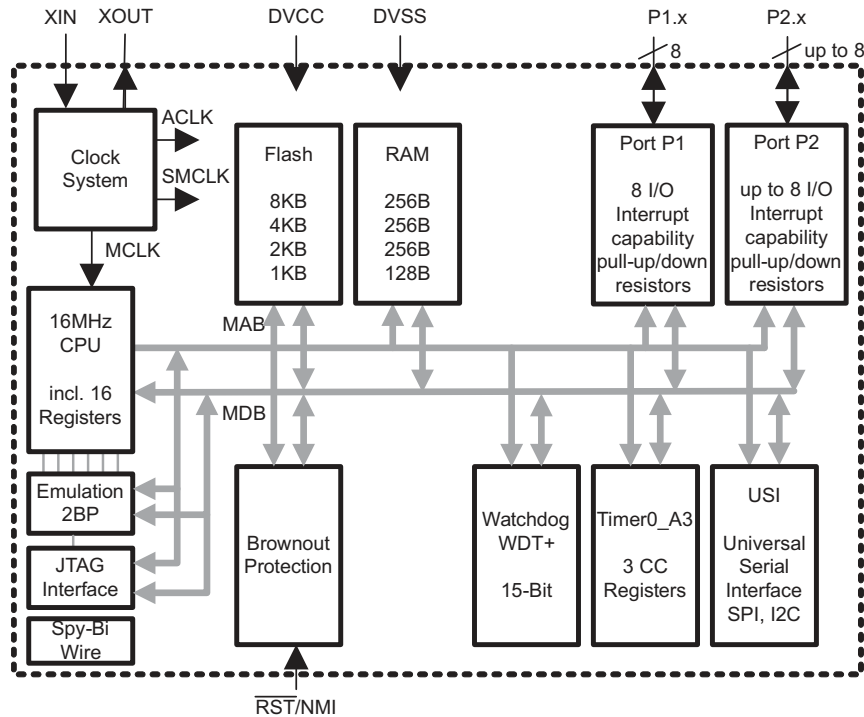 XIN XOUT DVCC DVSS P1.x P2.x
8 up to 8
Clock
System
ACLK
SMCLK
MCLK
Flash
8KB
4KB
2KB
1KB
RAM
256B
256B
256B
128B
Port P1
8 I/O
Interrupt
capability
pull-up/down
resistors
Port P2
up to 8 I/O
Interrupt
capability
pull-up/down
resistors
16MHz
CPU
incl. 16
Registers
MAB
MDB
Emulation
2BP
JTAG
Interface
Spy-Bi
Wire
Brownout
Protection
Watchdog
WDT+
15-Bit
Timer0_A3
3 CC
Registers
USI
Universal
Serial
Interface
SPI, I2C
RST/NMI